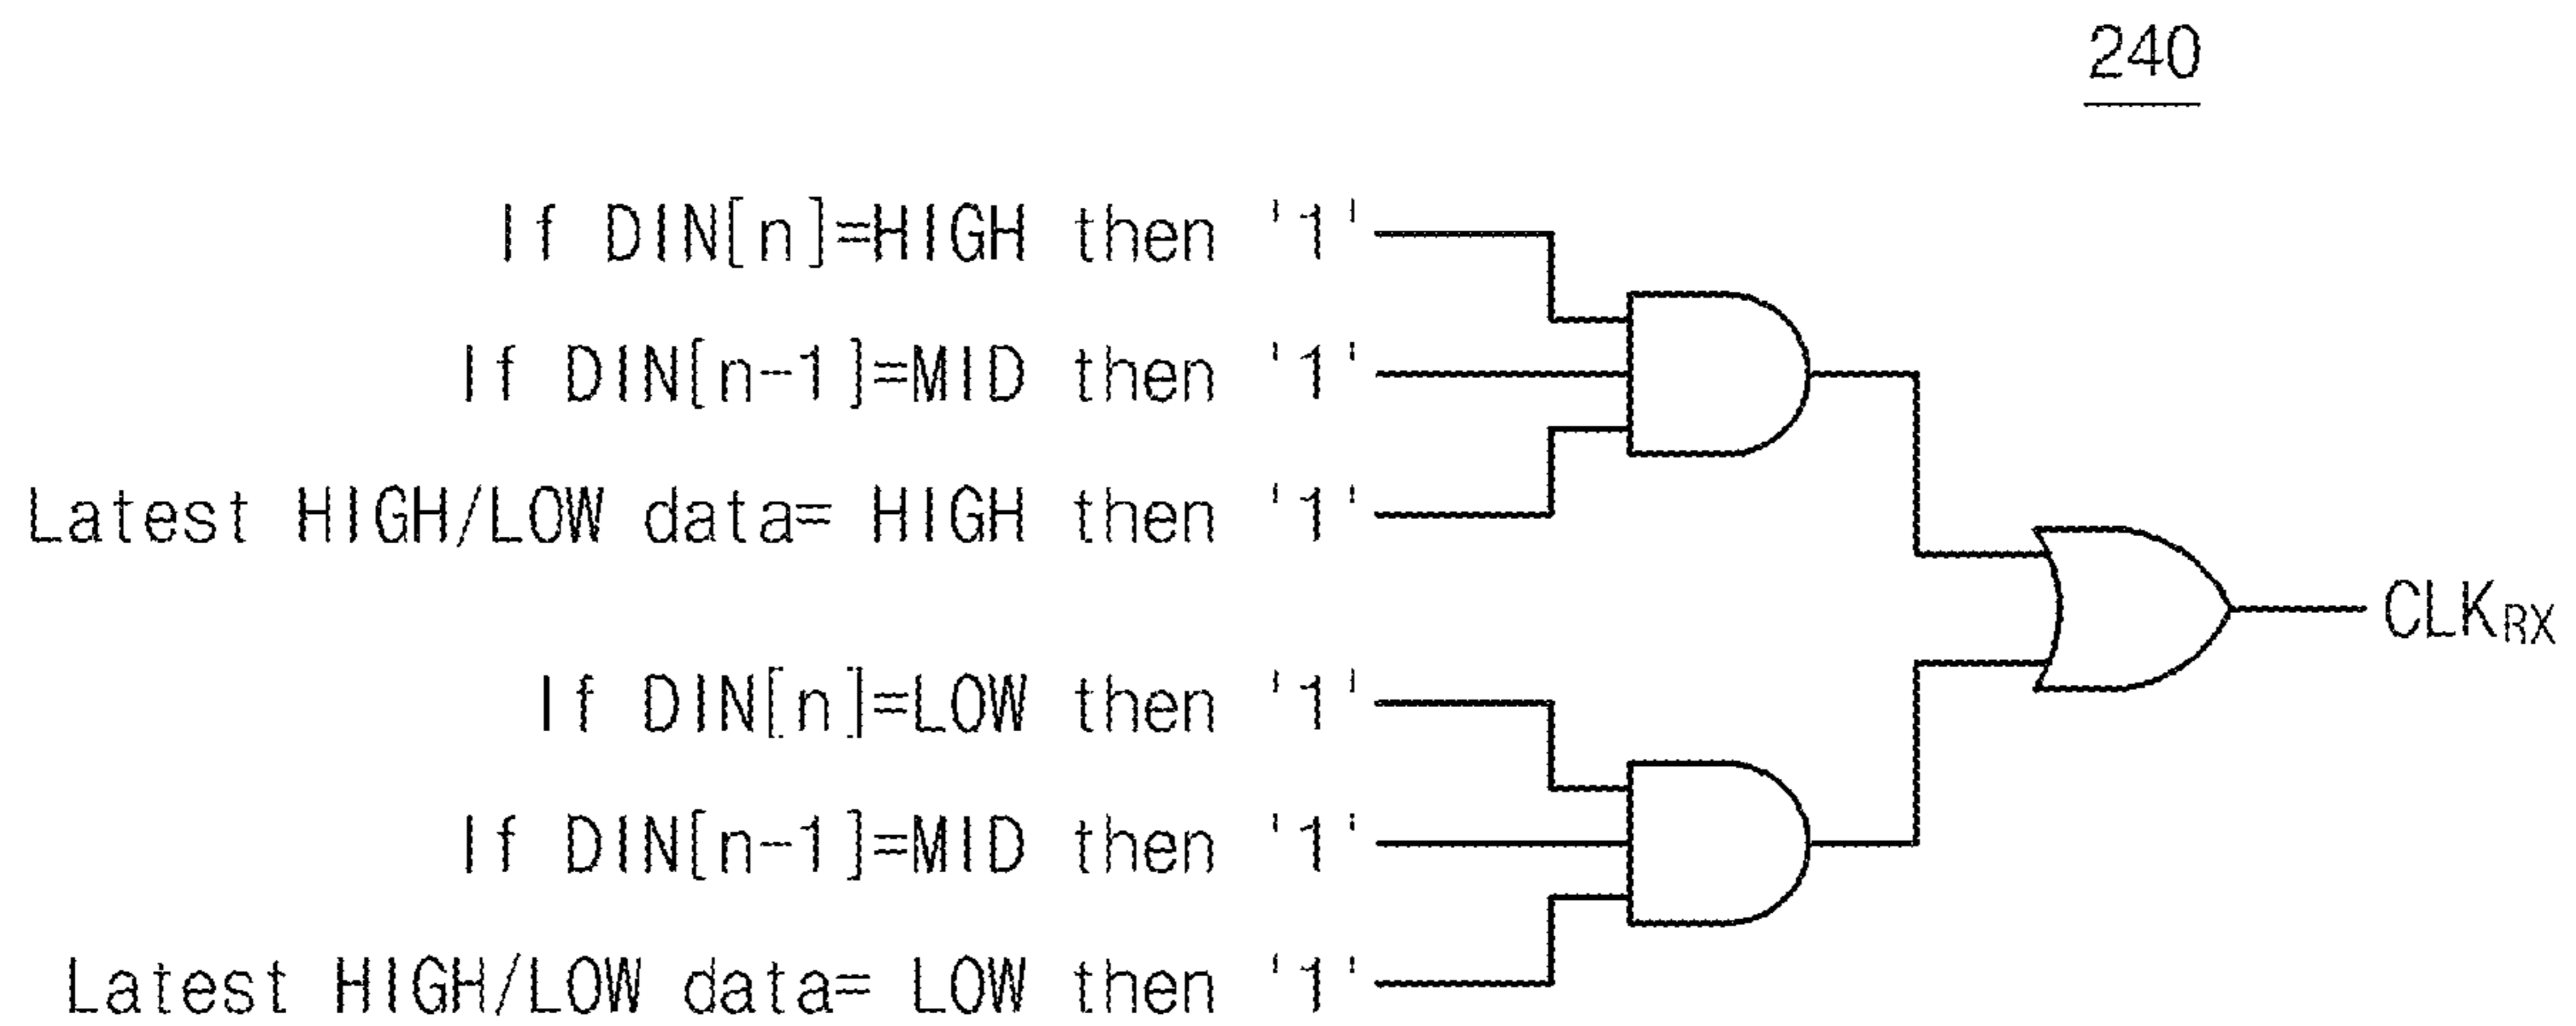 240
If DIN[n]=HIGH then '1'
If DIN[n-1]=MID then '1'
Latest HIGH/LOW data= HIGH then '1'
CLKRX
If DIN[n]=LOW then '1'
If DIN[n-1]=MID then '1'
Latest HIGH/LOW data= LOW then '1'